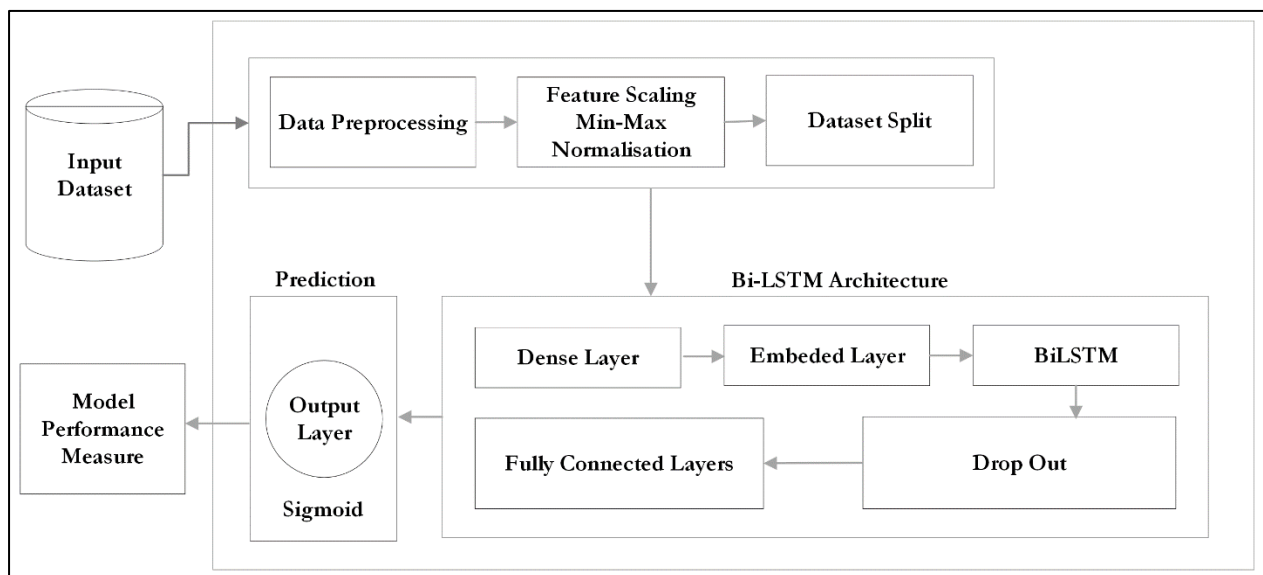 Input
Dataset
Data Preprocessing
Feature Scaling
Min-Max
Normalisation
Dataset Split
Bi-LSTM Architecture
Dense Layer
Embeded Layer
BiLSTM
Drop Out
Fully Connected Layers
Prediction
Output
Layer
Sigmoid
Model
Performance
Measure